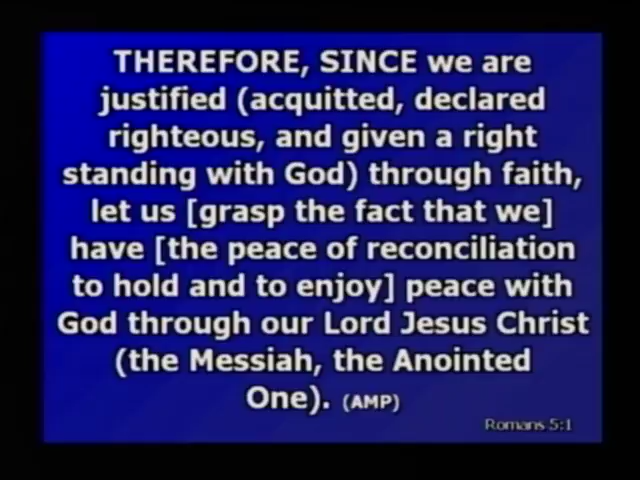 THEREFORE, SINCE we are
justified (acquitted, declared
righteous, and given a right
standing with God) through faith,
let us [grasp the fact that we]
have [the peace of reconciliation
to hold and to enjoy] peace with
God through our Lord Jesus Christ
(the Messiah, the Anointed
One). (AMP)
Romans 5:1